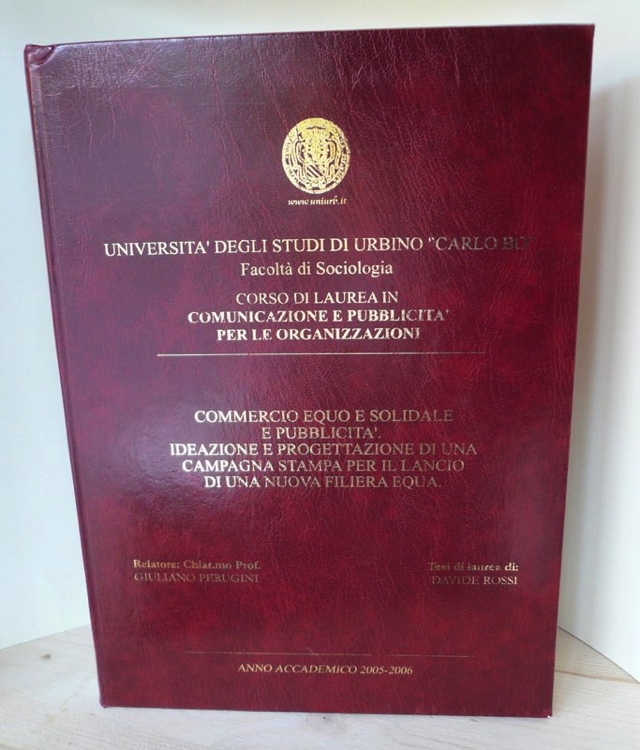 www.uniurb.it
UNIVERSITA' DEGLI STUDI DI URBINO "CARLO BO"
Facoltà di Sociologia
CORSO DI LAUREA IN
COMUNICAZIONE E PUBBLICITA'
PER LE ORGANIZZAZIONI
COMMERCIO EQUO E SOLIDALE
E PUBBLICITA'.
IDEAZIONE E PROGETTAZIONE DI UNA
CAMPAGNA STAMPA PER IL LANCIO
DI UNA NUOVA FILIERA EQUA.
Relatore: Chiar.mo Prof.
GIULIANO PERUGINI
Tesi di laurea di:
DAVIDE ROSSI
ANNO ACCADEMICO 2005-2006